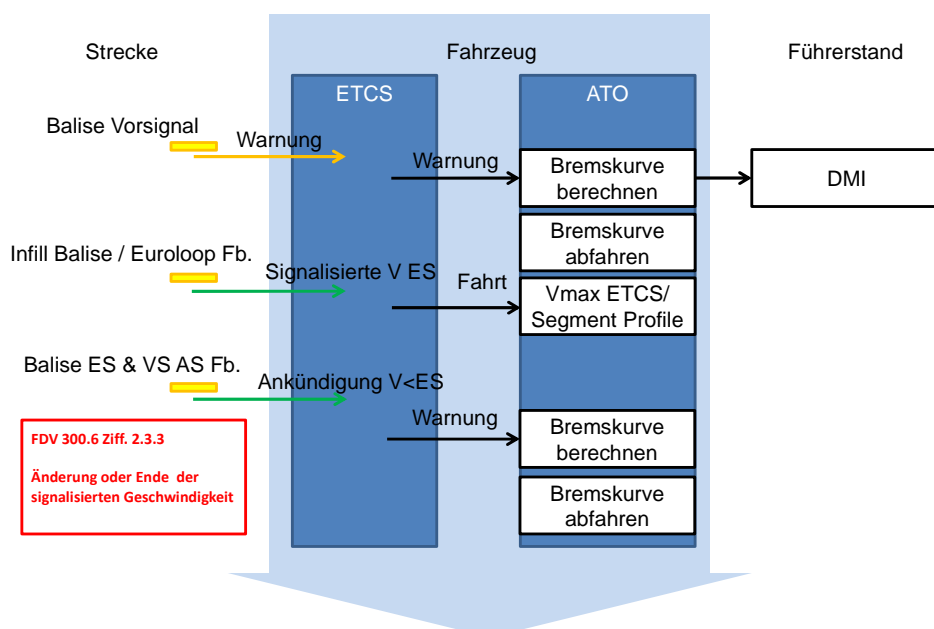 Strecke
Fahrzeug
Führerstand
ETCS
ATO
Balise Vorsignal
Warnung
Warnung
Bremskurve
berechnen
DMI
Bremskurve
abfahren
Infill Balise / Euroloop Fb.
Signalisierte V ES
Fahrt
Vmax ETCS/
Segment Profile
Balise ES & VS AS Fb.
Ankündigung V<ES
Warnung
Bremskurve
berechnen
FDV 300.6 Ziff. 2.3.3
Änderung oder Ende der
signalisierten Geschwindigkeit
Bremskurve
abfahren